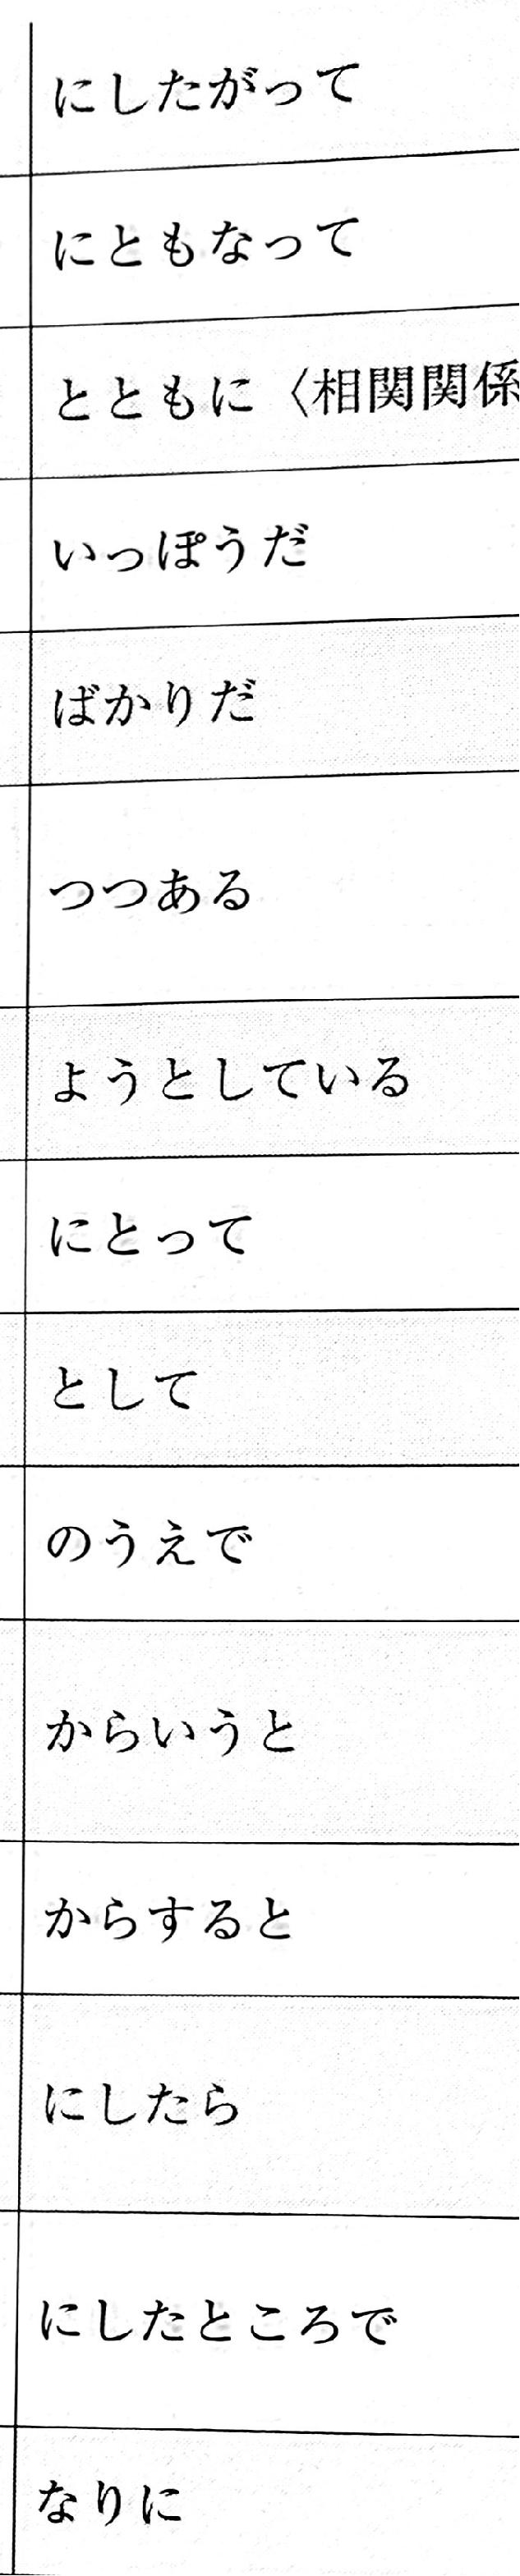 にしたがって
にともなって
とともに〈相関関係
いっぽうだ
ばかりだ
つつある
ようとしている
にとって
として
のうえで
からいうと
からすると
にしたら
にしたところで
なりに